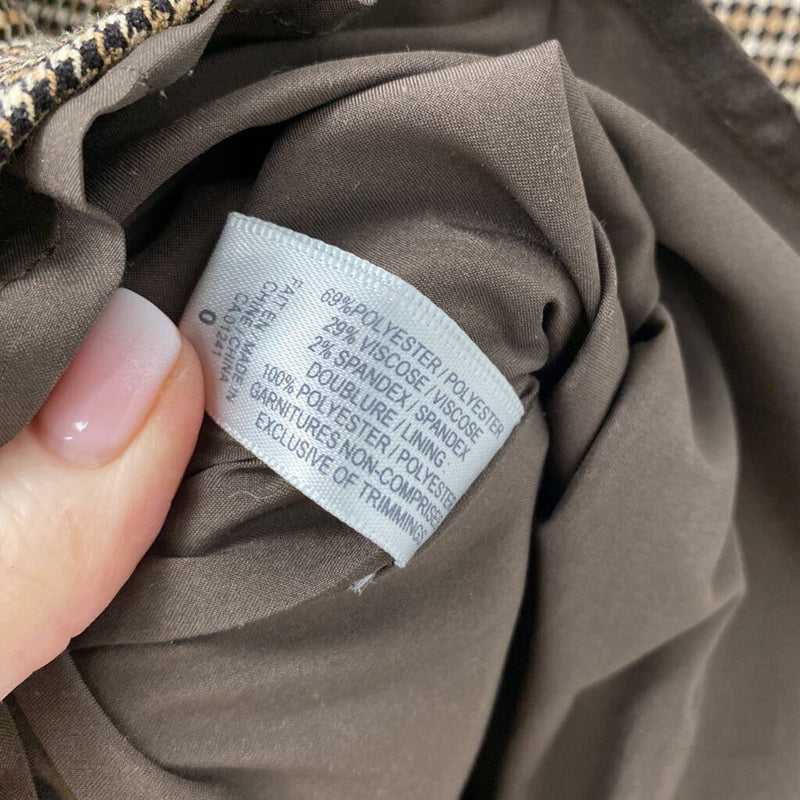 69%POLYESTER / POLYESTER
29% VISCOSE / VISCOSE
2% SPANDEX / SPANDEX
DOUBLURE / LINING :
100% POLYESTER / POLYESTER
GARNITURES NON-COMPRISES
EXCLUSIVE OF TRIMMINGS
FAIT EN MADE IN
CHINE CHINA
CA01241
0